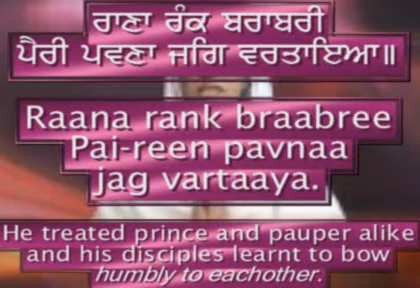 ਰਾਣਾ ਰੰਕ ਬਰਾਬਰੀ
ਪੈਰੀ ਪਵਣਾ ਜਗਿ ਵਰਤਾਇਆ॥
Raana rank braabree
Pai-reen pavnaa
jag vartaaya.
He treated prince and pauper alike
and his disciples learnt to bow
humbly to eachother.